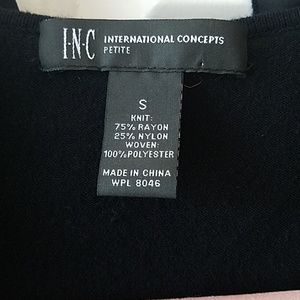 I·N·C INTERNATIONAL CONCEPTS
PETITE
S
KNIT:
75% RAYON
25% NYLON
WOVEN:
100% POLYESTER
MADE IN CHINA
WPL 8046